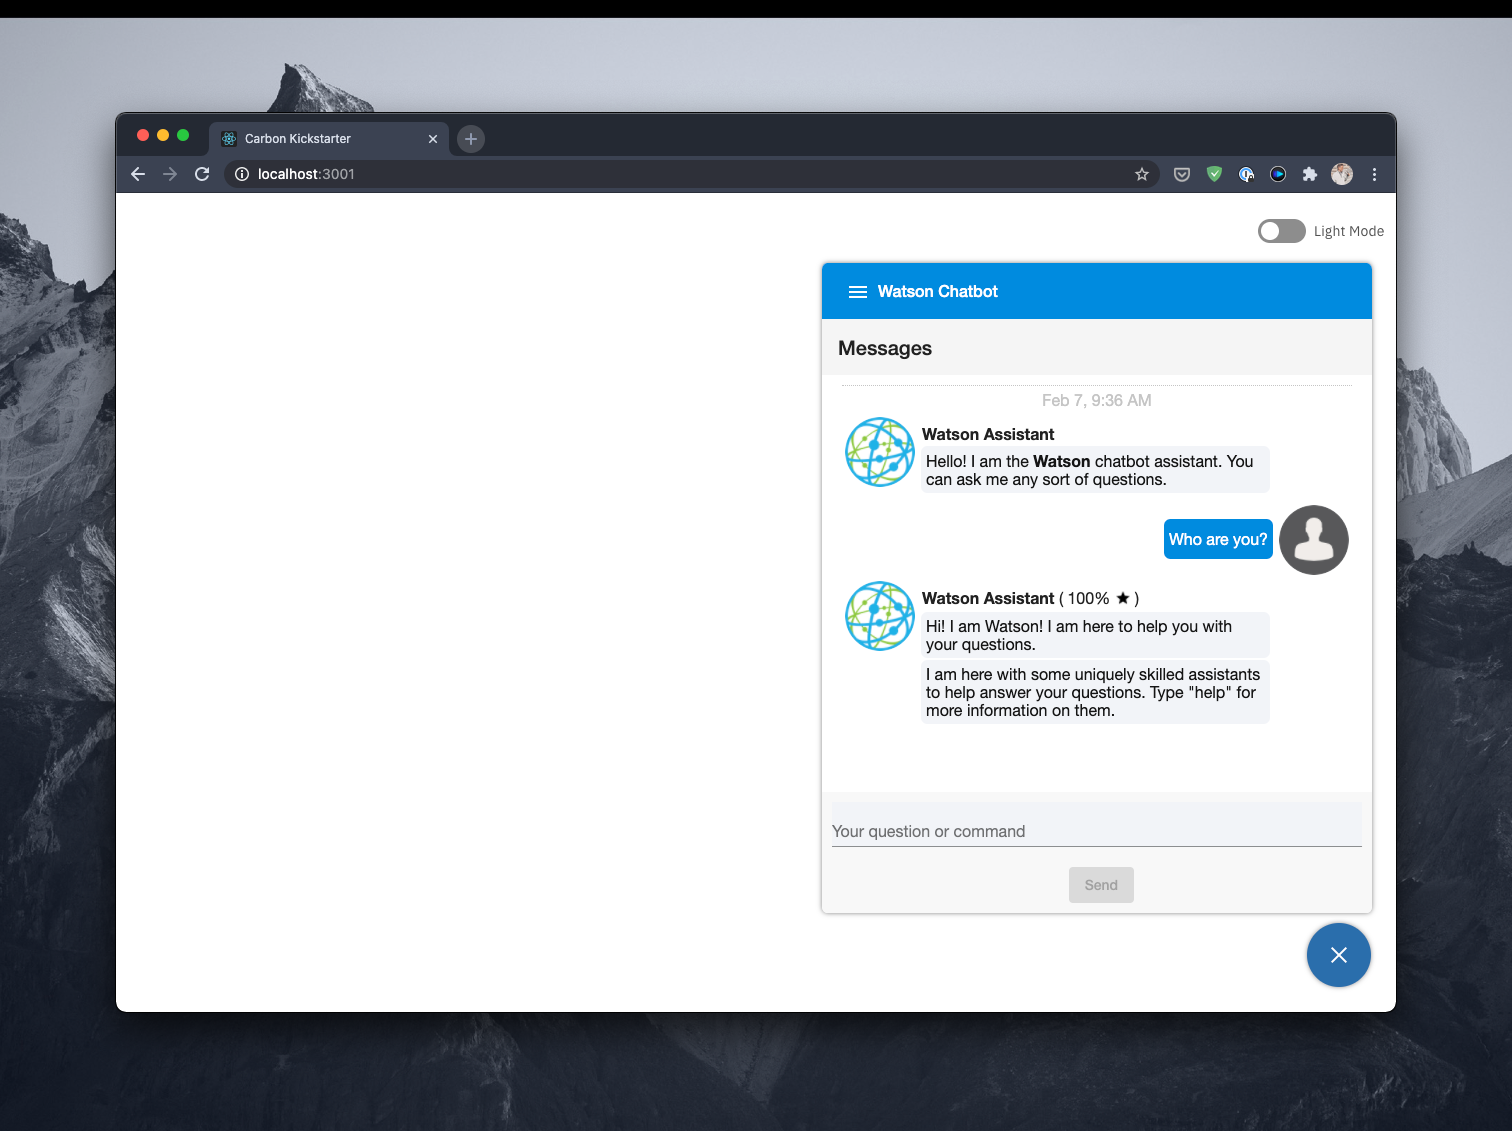 Carbon Kickstarter
localhost:3001
Light Mode
Watson Chatbot
Messages
Feb 7, 9:36 AM
Watson Assistant
Hello! I am the Watson chatbot assistant. You
can ask me any sort of questions.
Who are you?
Watson Assistant ( 100% ★ )
Hi! I am Watson! I am here to help you with
your questions.
I am here with some uniquely skilled assistants
to help answer your questions. Type "help" for
more information on them.
Your question or command
Send